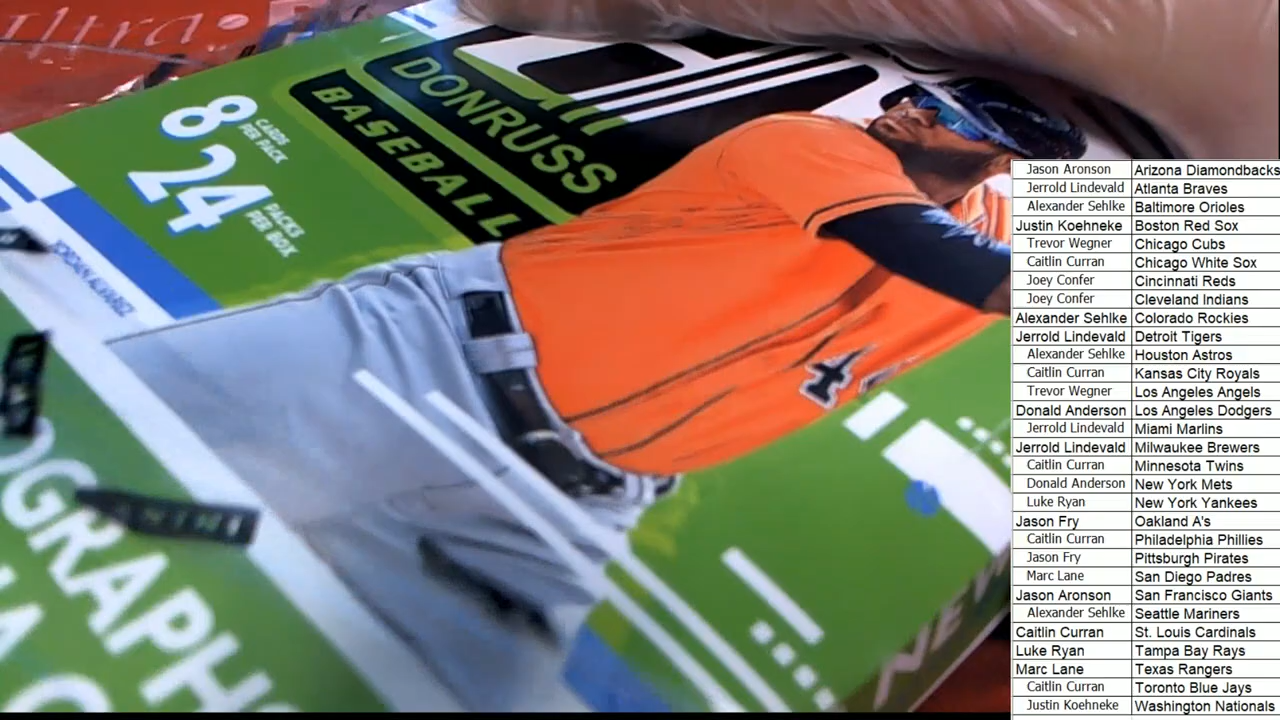 Ultra
DONRUSS
BASEBALL
8 CARDS PER PACK
24 PACKS PER BOX
YORDAN ALVAREZ
4
PANINI
Jason Aronson Arizona Diamondbacks
Jerrold Lindevald Atlanta Braves
Alexander Sehlke Baltimore Orioles
Justin Koehneke Boston Red Sox
Trevor Wegner Chicago Cubs
Caitlin Curran Chicago White Sox
Joey Confer Cincinnati Reds
Joey Confer Cleveland Indians
Alexander Sehlke Colorado Rockies
Jerrold Lindevald Detroit Tigers
Alexander Sehlke Houston Astros
Caitlin Curran Kansas City Royals
Trevor Wegner Los Angeles Angels
Donald Anderson Los Angeles Dodgers
Jerrold Lindevald Miami Marlins
Jerrold Lindevald Milwaukee Brewers
Caitlin Curran Minnesota Twins
Donald Anderson New York Mets
Luke Ryan New York Yankees
Jason Fry Oakland A's
Caitlin Curran Philadelphia Phillies
Jason Fry Pittsburgh Pirates
Marc Lane San Diego Padres
Jason Aronson San Francisco Giants
Alexander Sehlke Seattle Mariners
Caitlin Curran St. Louis Cardinals
Luke Ryan Tampa Bay Rays
Marc Lane Texas Rangers
Caitlin Curran Toronto Blue Jays
Justin Koehneke Washington Nationals